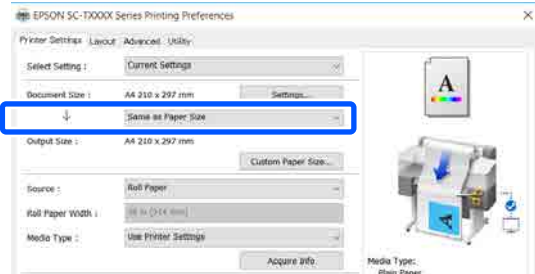 EPSON SC-TXXXX Series Printing Preferences
Printer Settings Layout Advanced Utility
Select Setting : Current Settings
Document Size : A4 210 x 297 mm Settings...
↓ Same as Paper Size
Output Size : A4 210 x 297 mm
Custom Paper Size...
Source : Roll Paper
Roll Paper Width :
Media Type : Use Printer Settings
Acquire Info
A
Media Type:
Plain Paper